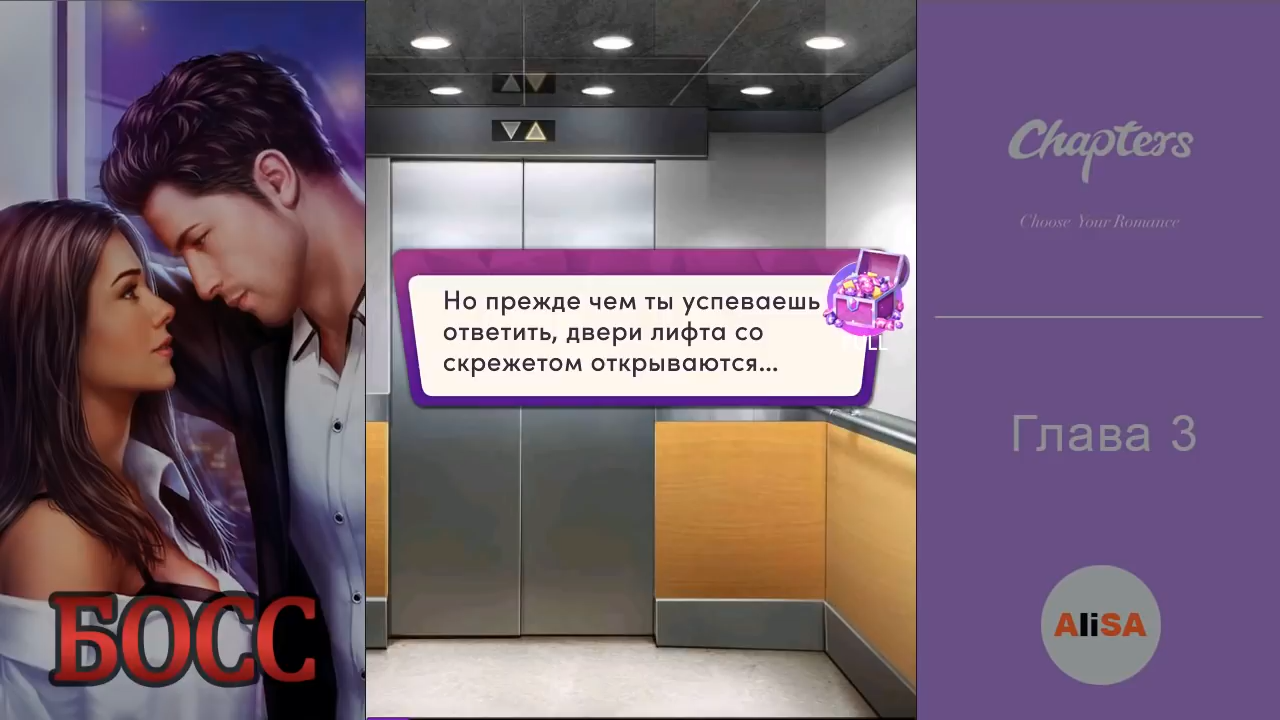 БОСС
Но прежде чем ты успеваешь
ответить, двери лифта со
скрежетом открываются...
Chapters
Choose Your Romance
Глава 3
AliSA